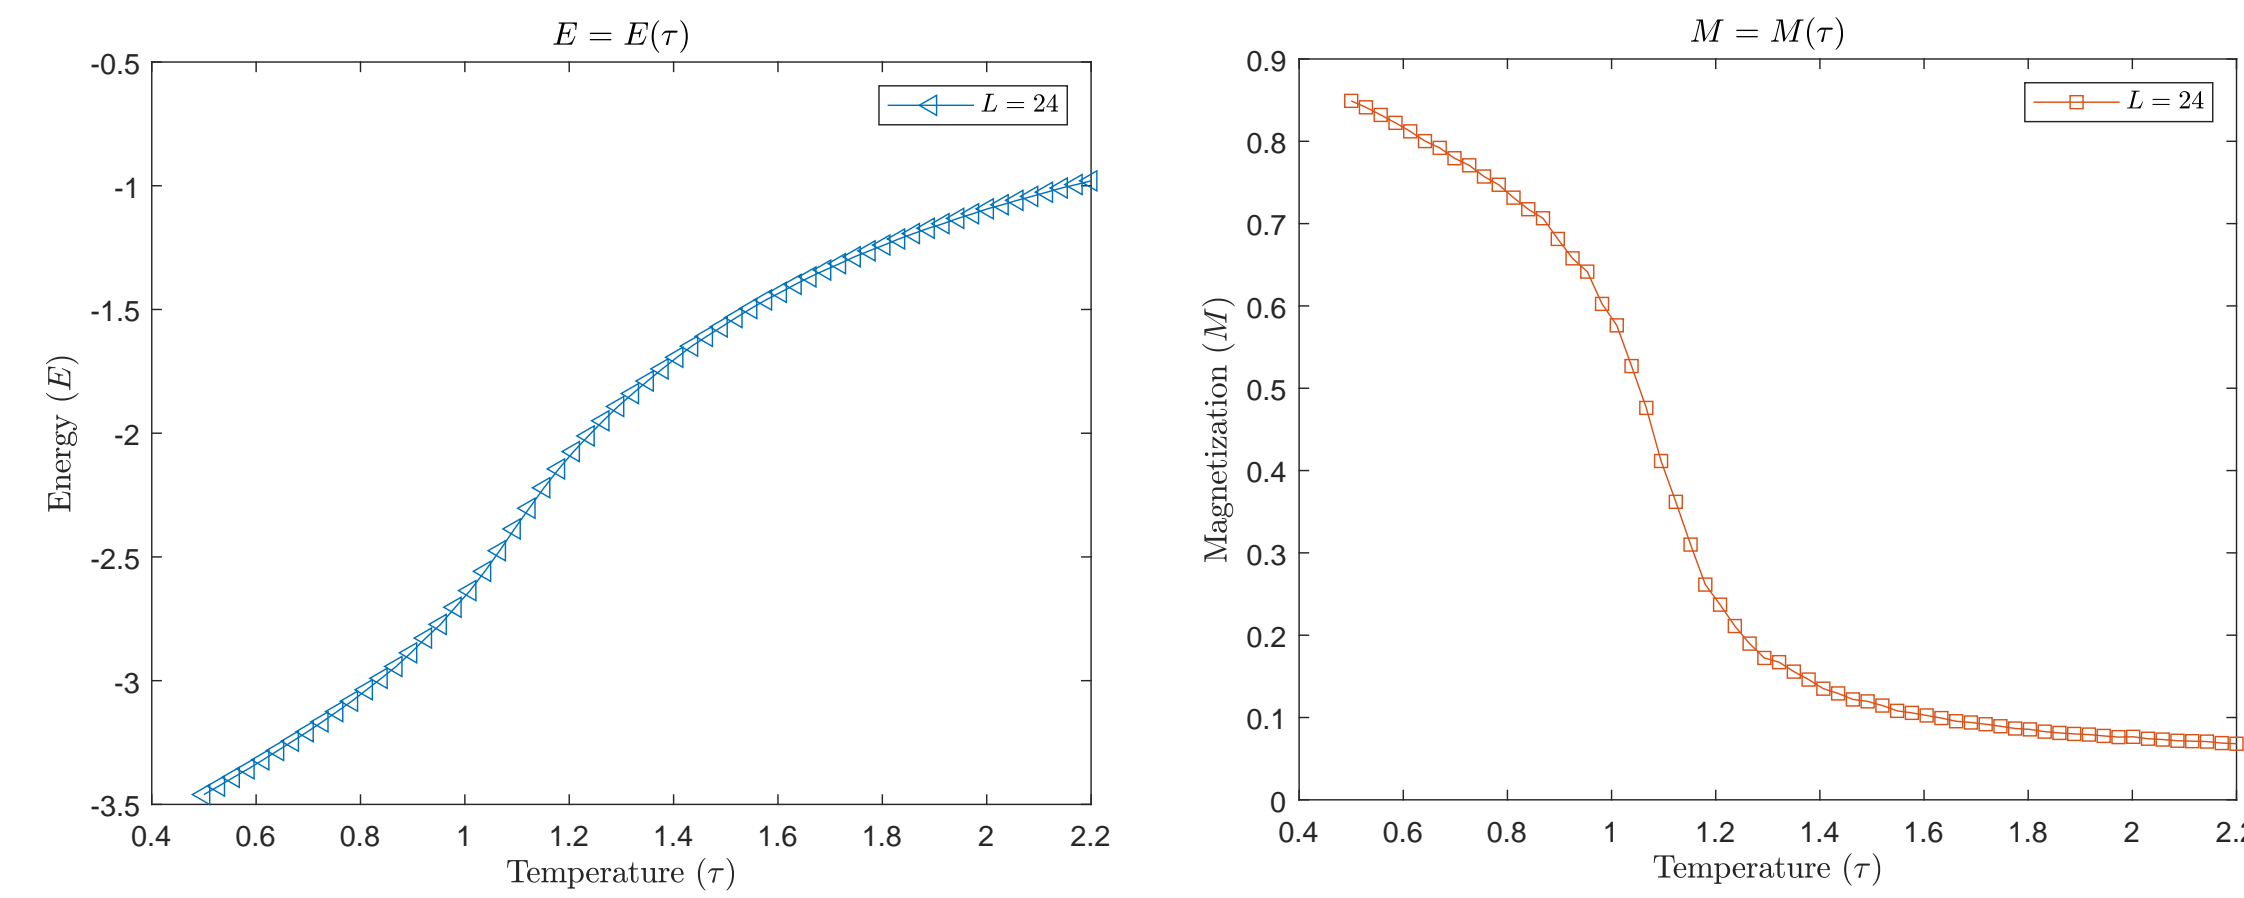 E = E(τ)
L = 24
-0.5
-1
-1.5
-2
-2.5
-3
-3.5
Energy (E)
0.4 0.6 0.8 1 1.2 1.4 1.6 1.8 2 2.2
Temperature (τ)
M = M(τ)
L = 24
0.9
0.8
0.7
0.6
0.5
0.4
0.3
0.2
0.1
0
Magnetization (M)
0.4 0.6 0.8 1 1.2 1.4 1.6 1.8 2 2.2
Temperature (τ)